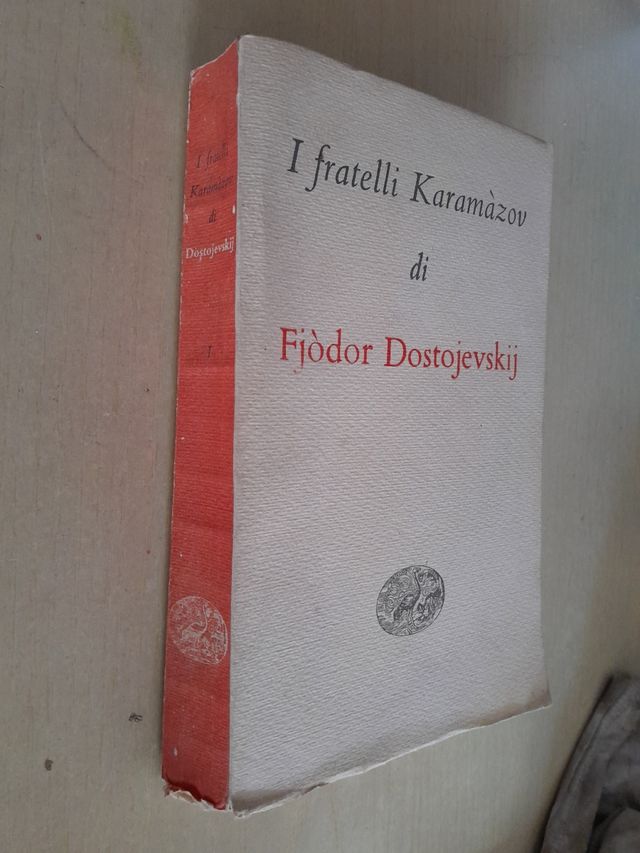 I fratelli
Karamàzov
di
Dostojevskij
I
I fratelli Karamàzov
di
Fjòdor Dostojevskij